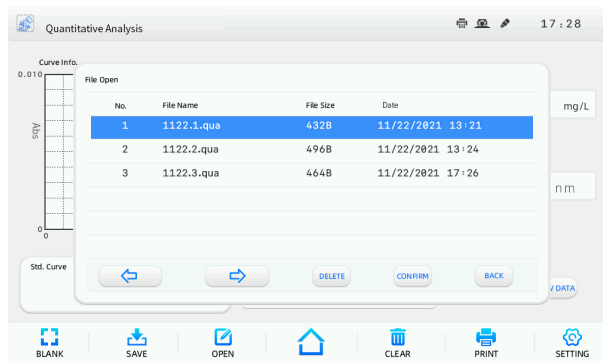 Quantitative Analysis
17:28
Curve Info.
0.010
Abs
0
0
mg/L
nm
File Open
No. File Name File Size Date
1 1122.1.qua 432B 11/22/2021 13:21
2 1122.2.qua 496B 11/22/2021 13:24
3 1122.3.qua 464B 11/22/2021 17:26
DELETE CONFIRM BACK
Std. Curve
DATA
BLANK SAVE OPEN CLEAR PRINT SETTING